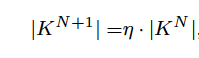 |K^{N+1}| =η · |K^N|,